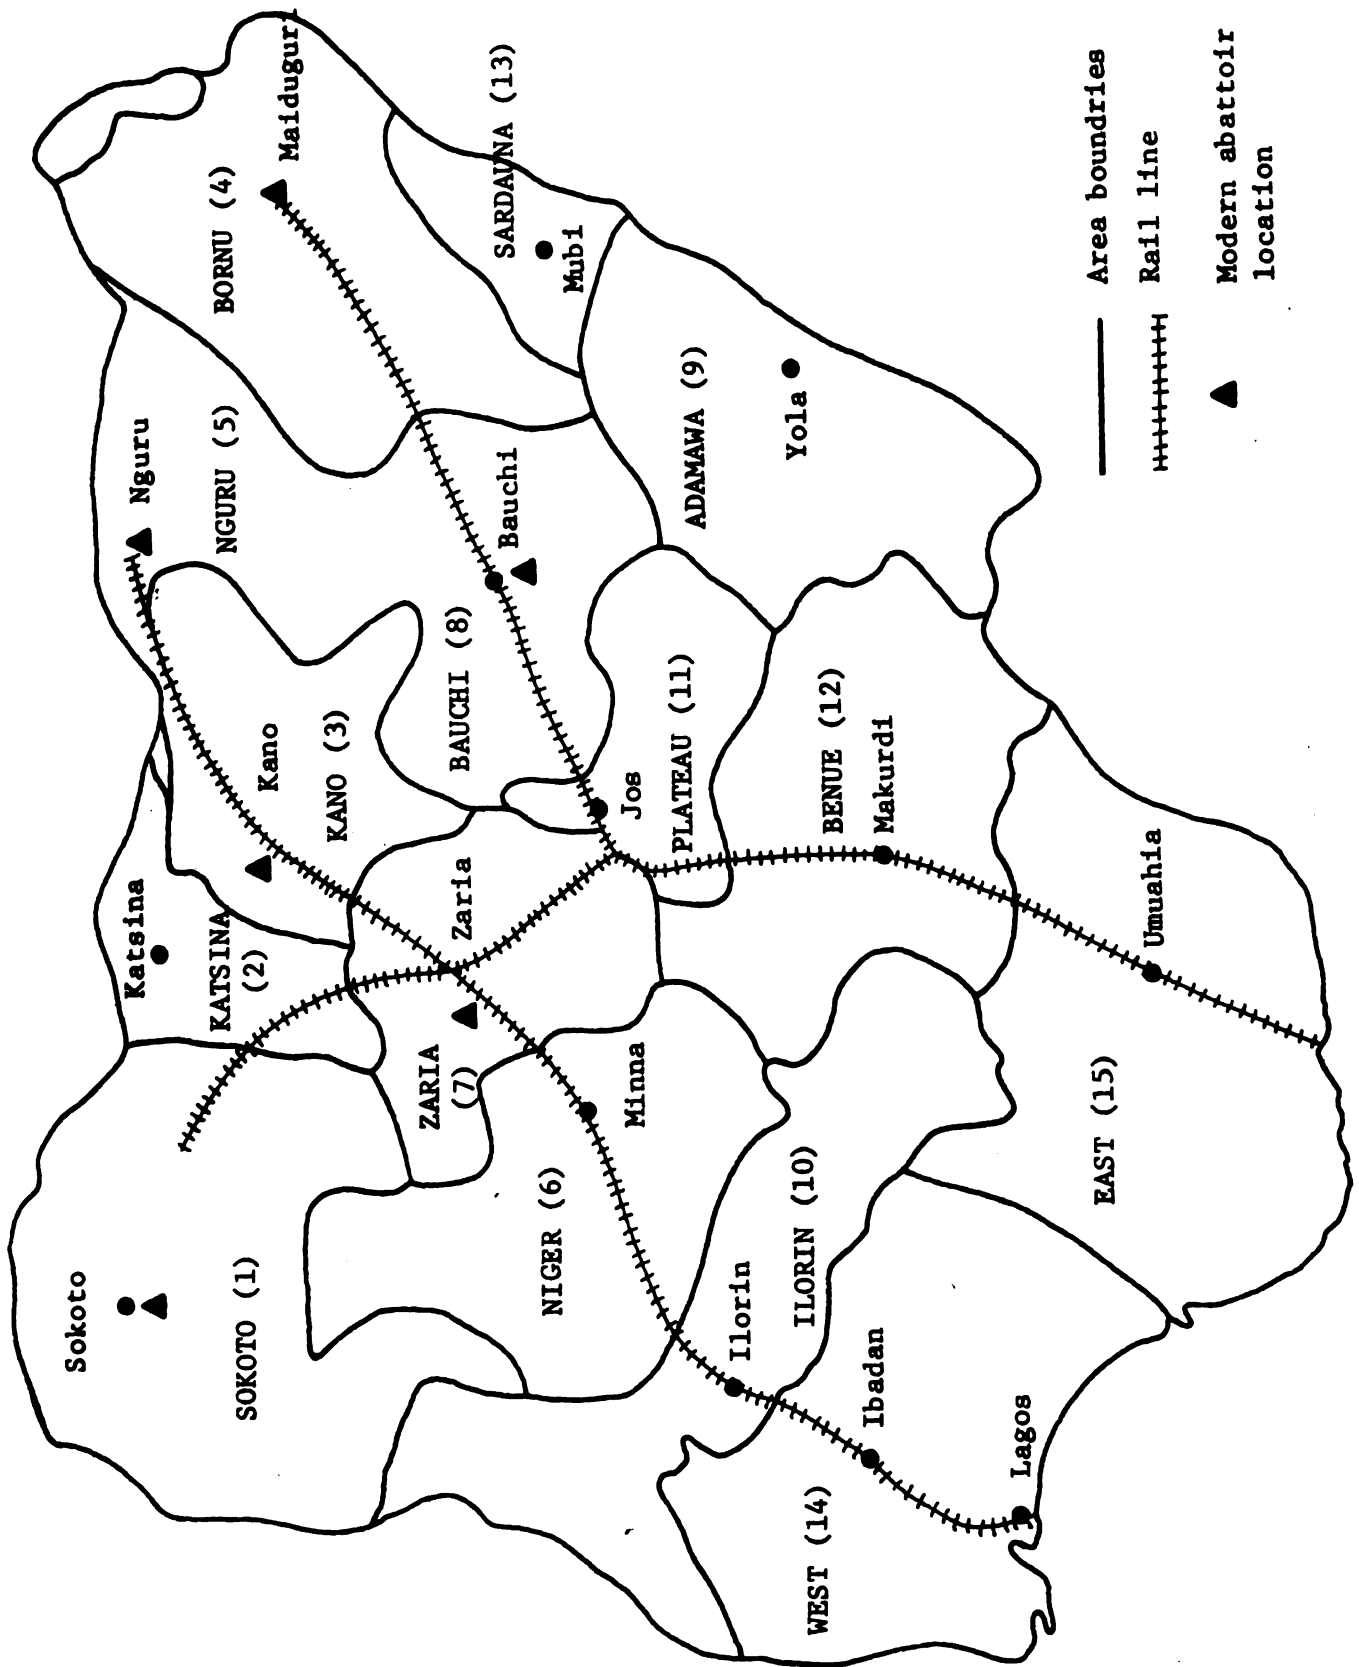 Sokoto
SOKOTO (1)
Katsina
KATSINA
(2)
Kano
KANO (3)
Nguru
NGURU (5)
BORNU (4)
Maidugur
SARDAUNA (13)
Mubi
ZARIA
(7)
Zaria
BAUCHI (8)
Bauchi
NIGER (6)
Minna
Jos
PLATEAU (11)
ADAMAWA (9)
Yola
Ilorin
ILORIN (10)
BENUE (12)
Makurdi
WEST (14)
Ibadan
Lagos
EAST (15)
Umuahia
Area boundries
Rail line
Modern abattoir
location